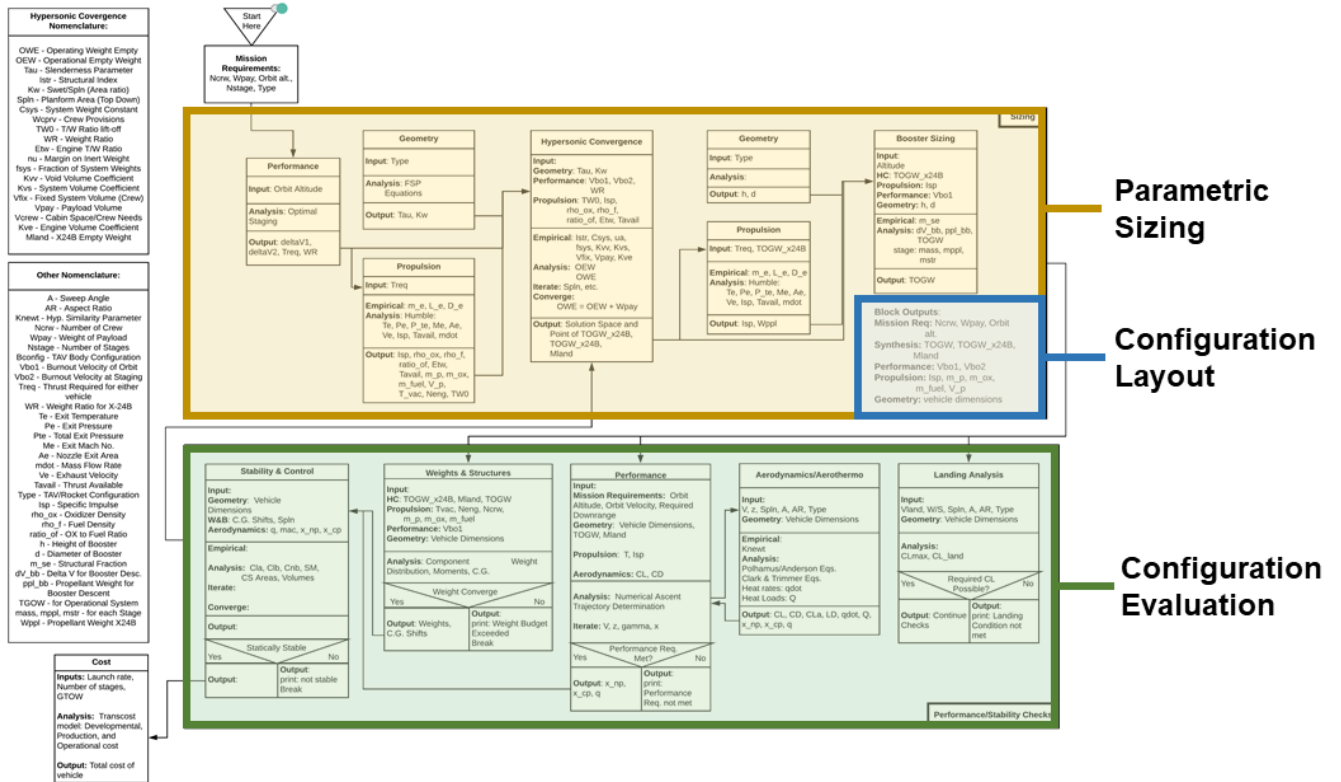 Hypersonic Convergence
Nomenclature:
OWE - Operating Weight Empty
OEW - Operational Empty Weight
Tau - Slenderness Parameter
Istr - Structural Index
Kw - Swet/Spln (Area ratio)
Spln - Planform Area (Top Down)
Csys - System Weight Constant
Wcprv - Crew Provisions
TW0 - T/W Ratio lift-off
WR - Weight Ratio
Etw - Engine T/W Ratio
nu - Margin on Inert Weight
fsys - Fraction of System Weights
Kvv - Void Volume Coefficient
Kvs - System Volume Coefficient
Vfix - Fixed System Volume (Crew)
Vpay - Payload Volume
Vcrew - Cabin Space/Crew Needs
Kve - Engine Volume Coefficient
Mland - X24B Empty Weight
Other Nomenclature:
A - Sweep Angle
AR - Aspect Ratio
Knewt - Hyp. Similarity Parameter
Ncrw - Number of Crew
Wpay - Weight of Payload
Nstage - Number of Stages
Bconfig - TAV Body Configuration
Vbo1 - Burnout Velocity of Orbit
Vbo2 - Burnout Velocity at Staging
Treq - Thrust Required for either
vehicle
WR - Weight Ratio for X-24B
Te - Exit Temperature
Pe - Exit Pressure
Pte - Total Exit Pressure
Me - Exit Mach No.
Ae - Nozzle Exit Area
mdot - Mass Flow Rate
Ve - Exhaust Velocity
Tavail - Thrust Available
Type - TAV/Rocket Configuration
Isp - Specific Impulse
rho_ox - Oxidizer Density
rho_f - Fuel Density
ratio_of - OX to Fuel Ratio
h - Height of Booster
d - Diameter of Booster
m_se - Structural Fraction
dV_bb - Delta V for Booster Desc.
ppl_bb - Propellant Weight for
Booster Descent
TGOW - for Operational System
mass, mppl, mstr - for each Stage
Wppl - Propellant Weight X24B
Cost
Inputs: Launch rate,
Number of stages,
GTOW
Analysis: Transcost
model: Developmental,
Production, and
Operational cost
Output: Total cost of
vehicle
Start
Here
Mission
Requirements:
Ncrw, Wpay, Orbit alt.,
Nstage, Type
Sizing
Performance
Input: Orbit Altitude
Analysis: Optimal
Staging
Output: deltaV1,
deltaV2, Treq, WR
Geometry
Input: Type
Analysis: FSP
Equations
Output: Tau, Kw
Propulsion
Input: Treq
Empirical: m_e, L_e, D_e
Analysis: Humble:
Te, Pe, P_te, Me, Ae,
Ve, Isp, Tavail, mdot
Output: Isp, rho_ox, rho_f,
ratio_of, Etw,
Tavail, m_p, m_ox,
m_fuel, V_p,
T_vac, Neng, TW0
Hypersonic Convergence
Input:
Geometry: Tau, Kw
Performance: Vbo1, Vbo2,
WR
Propulsion: TW0, Isp,
rho_ox, rho_f,
ratio_of, Etw, Tavail
Empirical: Istr, Csys, ua,
fsys, Kvv, Kvs,
Vfix, Vpay, Kve
Analysis: OEW
OWE
Iterate: Spln, etc.
Converge:
OWE = OEW + Wpay
Output: Solution Space and
Point of TOGW_x24B,
TOGW_x24B,
Mland
Geometry
Input: Type
Analysis:
Output: h, d
Propulsion
Input: Treq, TOGW_x24B
Empirical: m_e, L_e, D_e
Analysis: Humble:
Te, Pe, P_te, Me, Ae,
Ve, Isp, Tavail, mdot
Output: Isp, Wppl
Booster Sizing
Input:
Altitude
HC: TOGW_x24B
Propulsion: Isp
Performance: Vbo1
Geometry: h, d
Empirical: m_se
Analysis: dV_bb, ppl_bb,
TOGW
stage: mass, mppl,
mstr
Output: TOGW
Block Outputs:
Mission Req: Ncrw, Wpay, Orbit
alt.
Synthesis: TOGW, TOGW_x24B,
Mland
Performance: Vbo1, Vbo2
Propulsion: Isp, m_p, m_ox,
m_fuel, V_p
Geometry: vehicle dimensions
Parametric
Sizing
Configuration
Layout
Configuration
Evaluation
Stability & Control
Input:
Geometry: Vehicle
Dimensions
W&B: C.G. Shifts, Spln
Aerodynamics: q, mac, x_np, x_cp
Empirical:
Analysis: Cla, Clb, Cnb, SM,
CS Areas, Volumes
Iterate:
Converge:
Output:
Statically Stable
Yes
No
Output:
Output:
print: not stable
Break
Weights & Structures
Input:
HC: TOGW_x24B, Mland, TOGW
Propulsion: Tvac, Neng, Ncrw,
m_p, m_ox, m_fuel
Performance: Vbo1
Geometry: Vehicle Dimensions
Analysis: Component Weight
Distribution, Moments, C.G.
Weight Converge
Yes
No
Output: Weights,
C.G. Shifts
Output:
print: Weight Budget
Exceeded
Break
Performance
Input:
Mission Requirements: Orbit
Altitude, Orbit Velocity, Required
Downrange
Geometry: Vehicle Dimensions,
TOGW, Mland
Propulsion: T, Isp
Aerodynamics: CL, CD
Analysis: Numerical Ascent
Trajectory Determination
Iterate: V, z, gamma, x
Performance Req.
Met?
Yes
No
Output: x_np,
x_cp, q
Output:
print:
Performance
Req. not met
Aerodynamics/Aerothermo
Input:
V, z, Spln, A, AR, Type
Geometry: Vehicle Dimensions
Empirical:
Knewt
Analysis:
Polhamus/Anderson Eqs.
Clark & Trimmer Eqs.
Heat rates: qdot
Heat Loads: Q
Output: CL, CD, CLa, LD, qdot, Q,
x_np, x_cp, q
Landing Analysis
Input:
Vland, W/S, Spln, A, AR, Type
Geometry: Vehicle Dimensions
Analysis:
CLmax, CL_land
Required CL
Possible?
Yes
No
Output: Continue
Checks
Output:
print: Landing
Condition not
met
Performance/Stability Checks